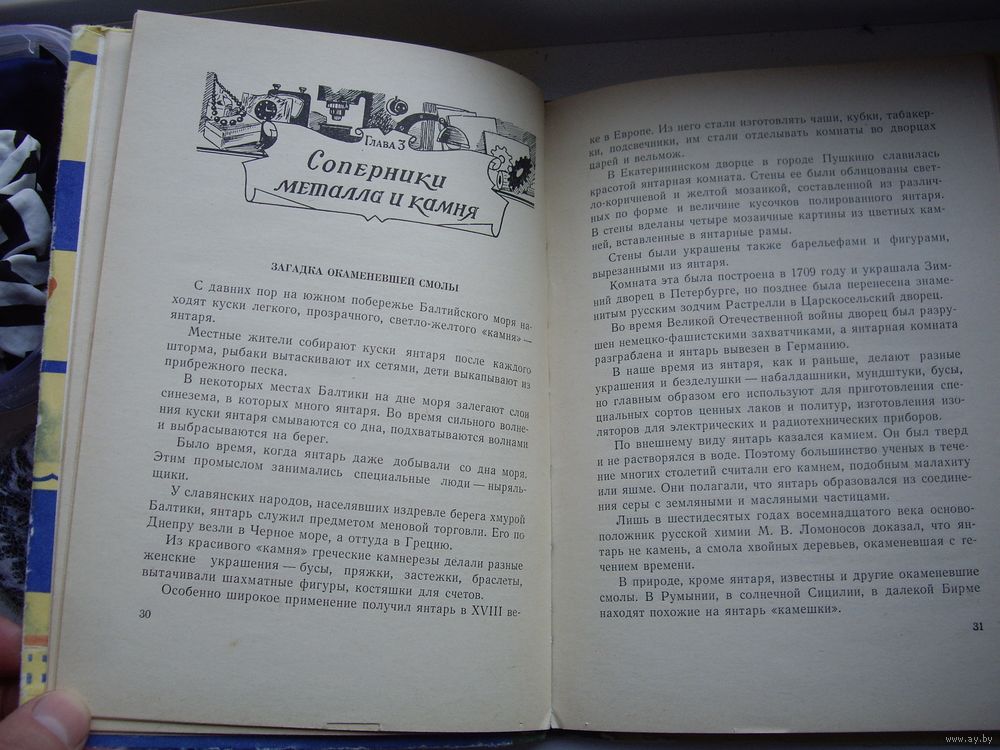 Глава 3
Соперники
металла и камня
ЗАГАДКА ОКАМЕНЕВШЕЙ СМОЛЫ
С давних пор на южном побережье Балтийского моря на-
ходят куски легкого, прозрачного, светло-желтого «камня» —
янтаря.
Местные жители собирают куски янтаря после каждого
шторма, рыбаки вытаскивают их сетями, дети выкапывают из
прибрежного песка.
В некоторых местах Балтики на дне моря залегают слои
синезема, в которых много янтаря. Во время сильного волне-
ния куски янтаря смываются со дна, подхватываются волнами
и выбрасываются на берег.
Было время, когда янтарь даже добывали со дна моря.
Этим промыслом занимались специальные люди — ныряль-
щики.
У славянских народов, населявших издревле берега хмурой
Балтики, янтарь служил предметом меновой торговли. Его по
Днепру везли в Черное море, а оттуда в Грецию.
Из красивого «камня» греческие камнерезы делали разные
женские украшения — бусы, пряжки, застежки, браслеты,
вытачивали шахматные фигуры, костяшки для счетов.
Особенно широкое применение получил янтарь в XVIII ве-
30
ке в Европе. Из него стали изготовлять чаши, кубки, табакер-
ки, подсвечники, им стали отделывать комнаты во дворцах
царей и вельмож.
В Екатерининском дворце в городе Пушкино славилась
красотой янтарная комната. Стены ее были облицованы свет-
ло-коричневой и желтой мозаикой, составленной из различ-
ных по форме и величине кусочков полированного янтаря.
В стены вделаны четыре мозаичные картины из цветных кам-
ней, вставленные в янтарные рамы.
Стены были украшены также барельефами и фигурами,
вырезанными из янтаря.
Комната эта была построена в 1709 году и украшала Зим-
ний дворец в Петербурге, но позднее была перенесена знаме-
нитым русским зодчим Растрелли в Царскосельский дворец.
Во время Великой Отечественной войны дворец был разру-
шен немецко-фашистскими захватчиками, а янтарная комната
разграблена и янтарь вывезен в Германию.
В наше время из янтаря, как и раньше, делают разные
украшения и безделушки — набалдашники, мундштуки, бусы,
но главным образом его используют для приготовления спе-
циальных сортов ценных лаков и политур, изготовления изо-
ляторов для электрических и радиотехнических приборов.
По внешнему виду янтарь казался камнем. Он был тверд
и не растворялся в воде. Поэтому большинство ученых в тече-
ние многих столетий считали его камнем, подобным малахиту
или яшме. Они полагали, что янтарь образовался из соедине-
ния серы с земляными и масляными частицами.
Лишь в шестидесятых годах восемнадцатого века осново-
положник русской химии М. В. Ломоносов доказал, что ян-
тарь не камень, а смола хвойных деревьев, окаменевшая с те-
чением времени.
В природе, кроме янтаря, известны и другие окаменевшие
смолы. В Румынии, в солнечной Сицилии, в далекой Бирме
находят похожие на янтарь «камешки».
31
www.ay.by